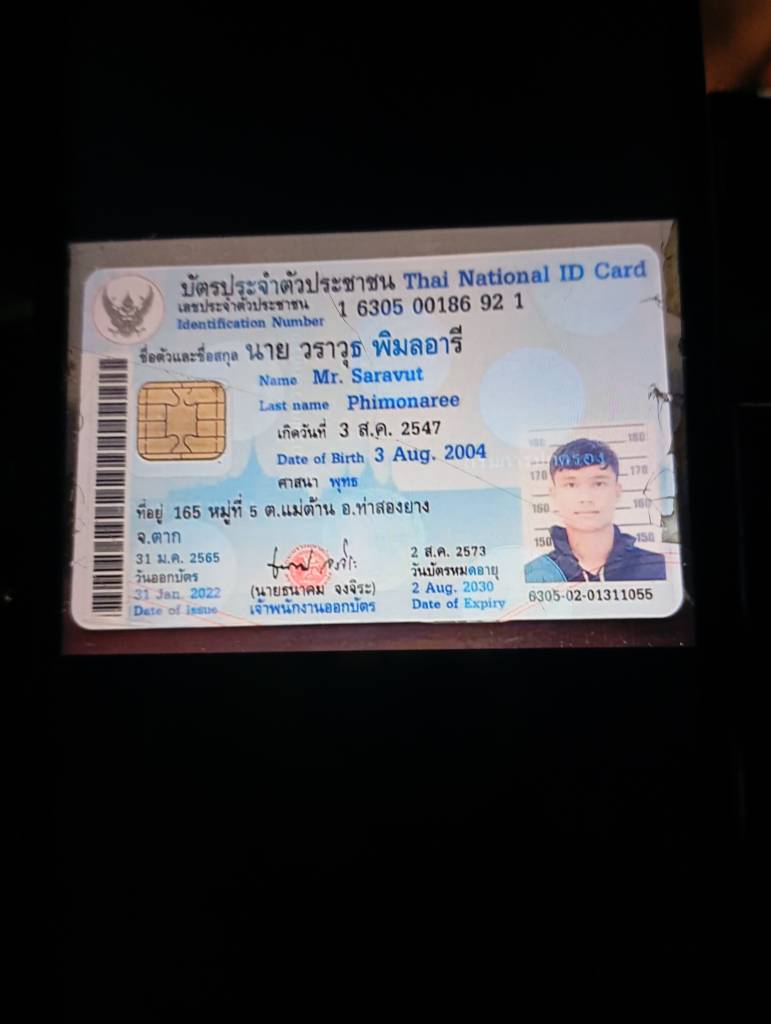 บัตรประจำตัวประชาชน Thai National ID Card
เลขประจำตัวประชาชน 1 6305 00186 92 1
Identification Number
ชื่อตัวและชื่อสกุล นาย วราวุธ พิมลอารี
Name Mr. Saravut
Last name Phimonaree
เกิดวันที่ 3 ส.ค. 2547
Date of Birth 3 Aug. 2004
ศาสนา พุทธ
ที่อยู่ 165 หมู่ที่ 5 ต.แม่ต้าน อ.ท่าสองยาง
จ.ตาก
31 ม.ค. 2565
วันออกบัตร
31 Jan. 2022
Date of Issue
(นายธนาคม จงจิระ)
เจ้าพนักงานออกบัตร
2 ส.ค. 2573
วันบัตรหมดอายุ
2 Aug. 2030
Date of Expiry
180 180
170 170
160 160
150 150
6305-02-01311055